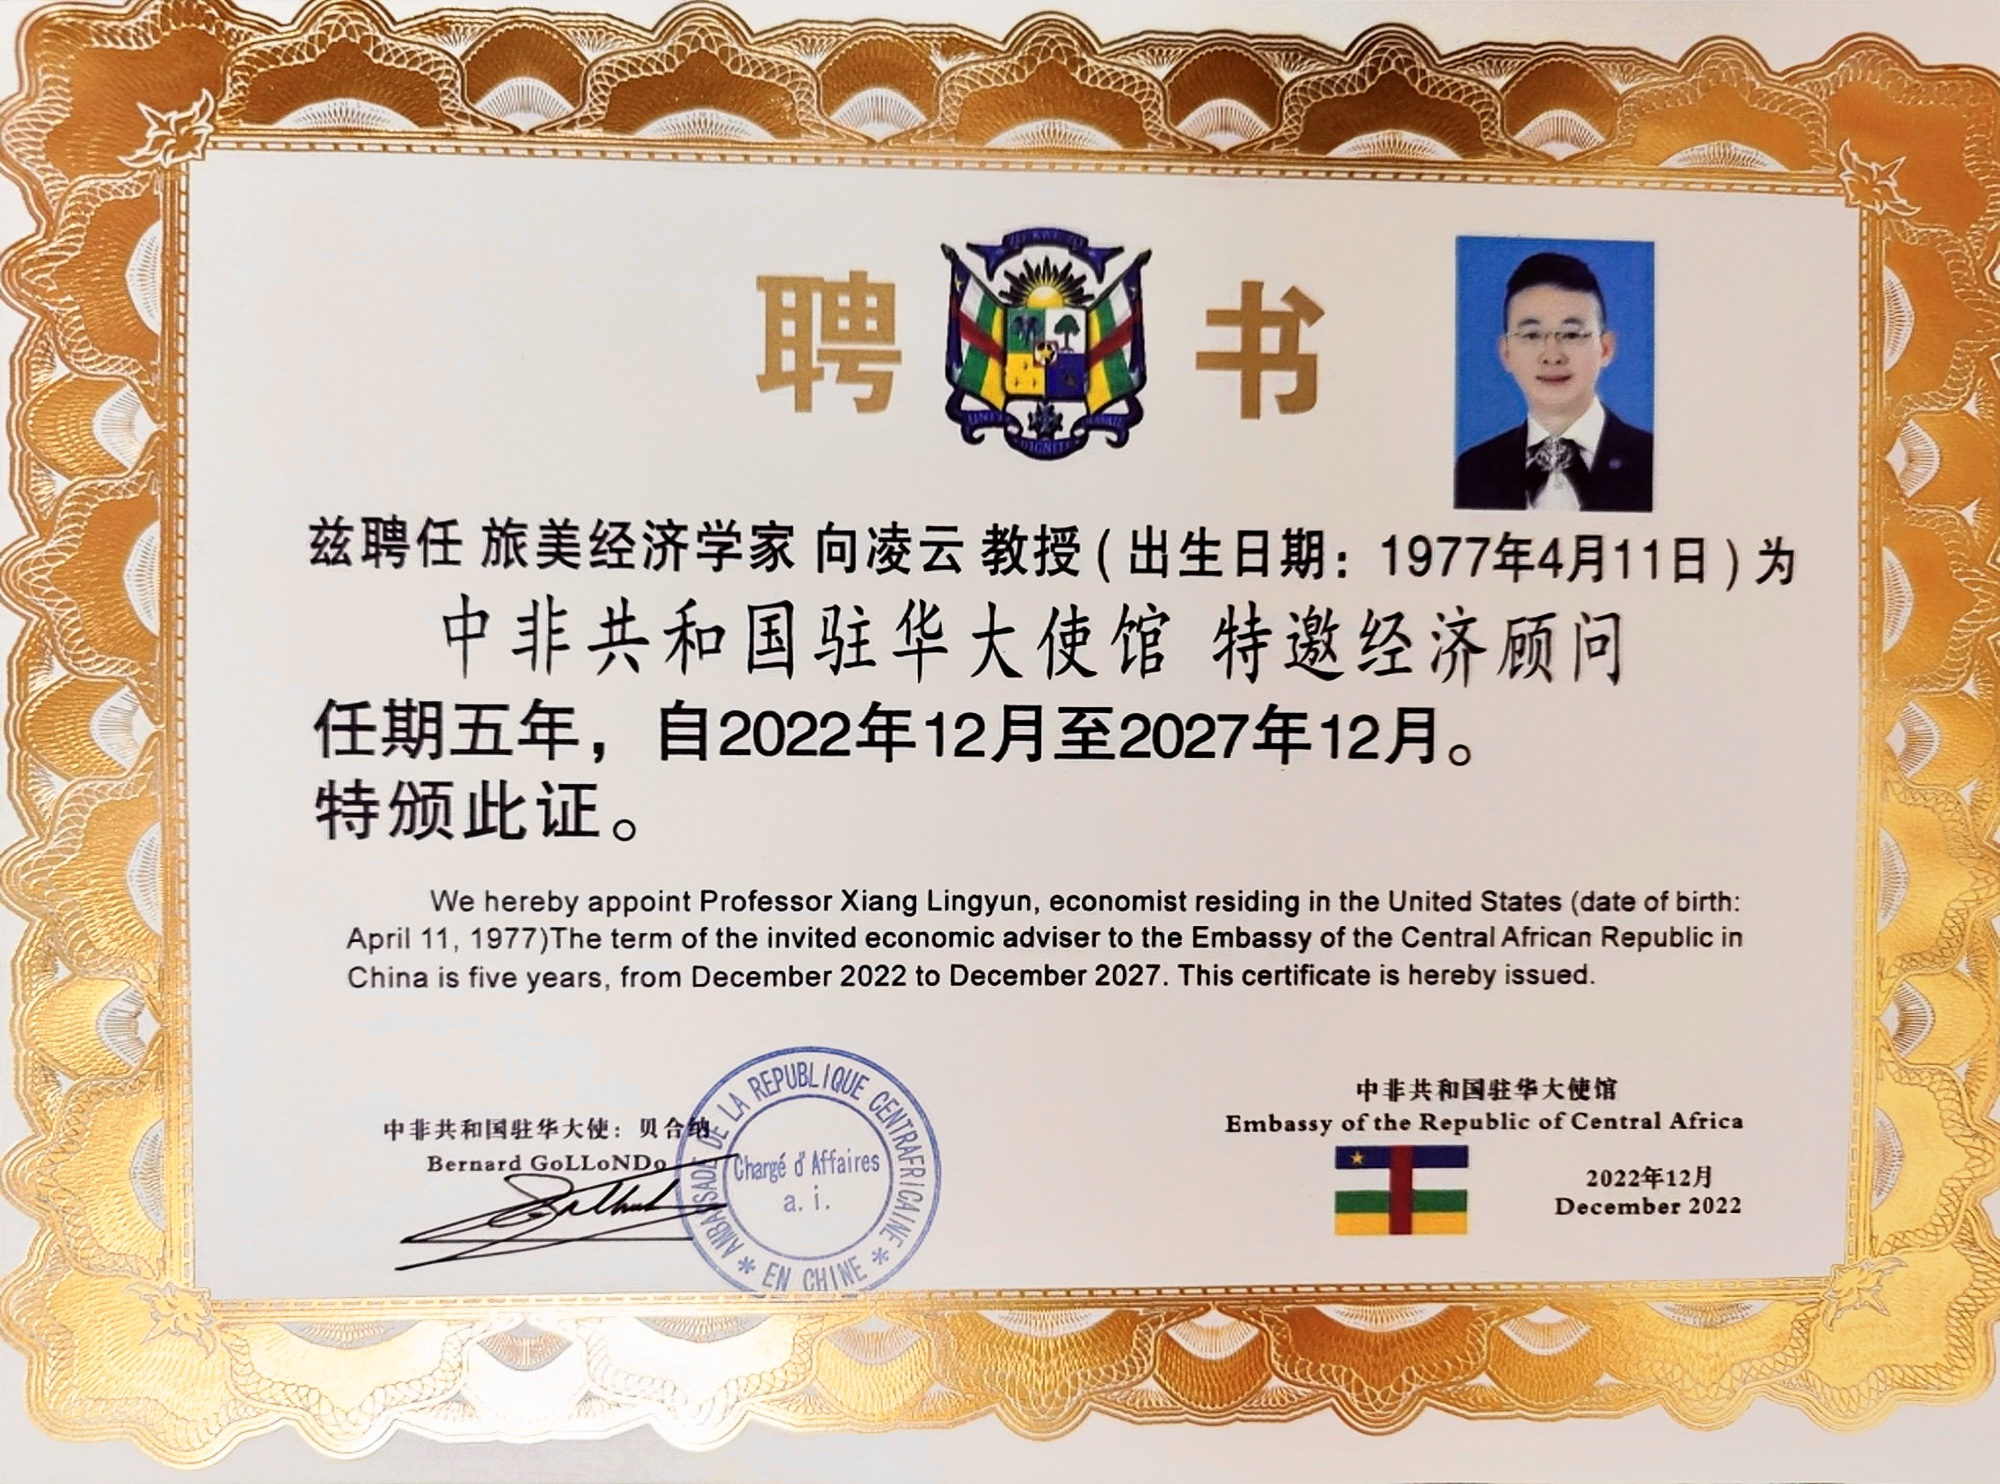 聘 书
兹聘任 旅美经济学家 向凌云 教授 ( 出生日期： 1977年4月11日 ) 为
中非共和国驻华大使馆 特邀经济顾问
任期五年，自2022年12月至2027年12月。
特颁此证。
We hereby appoint Professor Xiang Lingyun, economist residing in the United States (date of birth:
April 11, 1977)The term of the invited economic adviser to the Embassy of the Central African Republic in
China is five years, from December 2022 to December 2027. This certificate is hereby issued.
中非共和国驻华大使：贝合纳
Bernard GoLLoNDo
AMBASSADE DE LA REPUBLIQUE CENTRAFRICAINE
Chargé d'Affaires
a. i.
* EN CHINE *
中非共和国驻华大使馆
Embassy of the Republic of Central Africa
2022年12月
December 2022